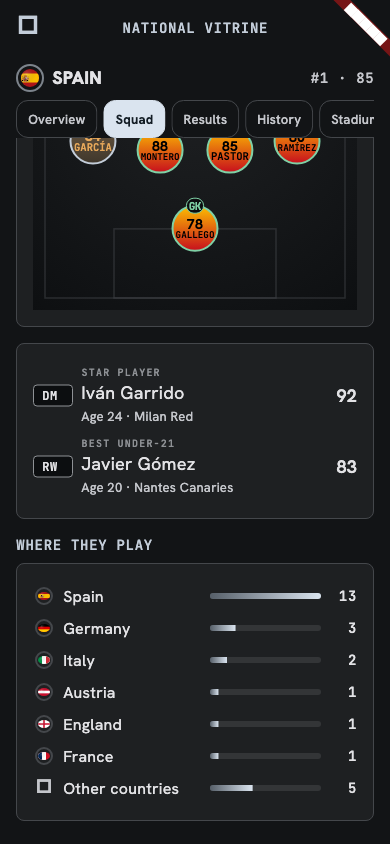 NATIONAL VITRINE
SPAIN
#1 · 85
Overview
Squad
Results
History
Stadium
GARCÍA
88
MONTERO
85
PASTOR
RAMÍREZ
GK
78
GALLEGO
STAR PLAYER
DM
Iván Garrido
92
Age 24 · Milan Red
BEST UNDER-21
RW
Javier Gómez
83
Age 20 · Nantes Canaries
WHERE THEY PLAY
Spain 13
Germany 3
Italy 2
Austria 1
England 1
France 1
Other countries 5